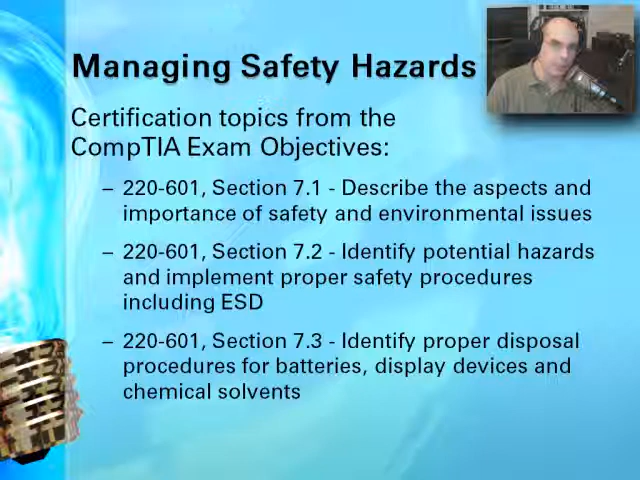 Managing Safety Hazards
Certification topics from the
CompTIA Exam Objectives:
– 220-601, Section 7.1 - Describe the aspects and
importance of safety and environmental issues
– 220-601, Section 7.2 - Identify potential hazards
and implement proper safety procedures
including ESD
– 220-601, Section 7.3 - Identify proper disposal
procedures for batteries, display devices and
chemical solvents